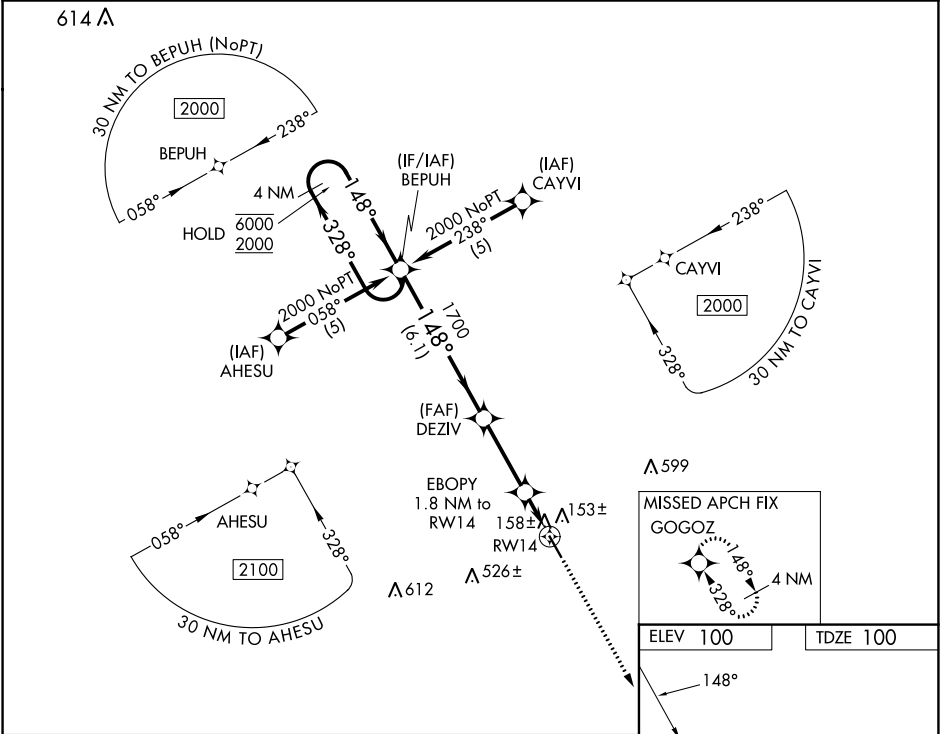 614
30 NM TO BEPUH (NoPT)
2000
238°
BEPUH
058°
4 NM
HOLD
6000
2000
148°
328°
(IF/IAF)
BEPUH
(IAF)
CAYVI
2000 NoPT
238°
(5)
2000 NoPT
058°
(5)
(IAF)
AHESU
1700
148°
(6.1)
238°
CAYVI
2000
328°
30 NM TO CAYVI
(FAF)
DEZIV
EBOPY
1.8 NM to
RW14
158±
153±
RW14
599
526±
612
058°
AHESU
328°
2100
30 NM TO AHESU
MISSED APCH FIX
GOGOZ
148°
328°
4 NM
ELEV 100
TDZE 100
148°